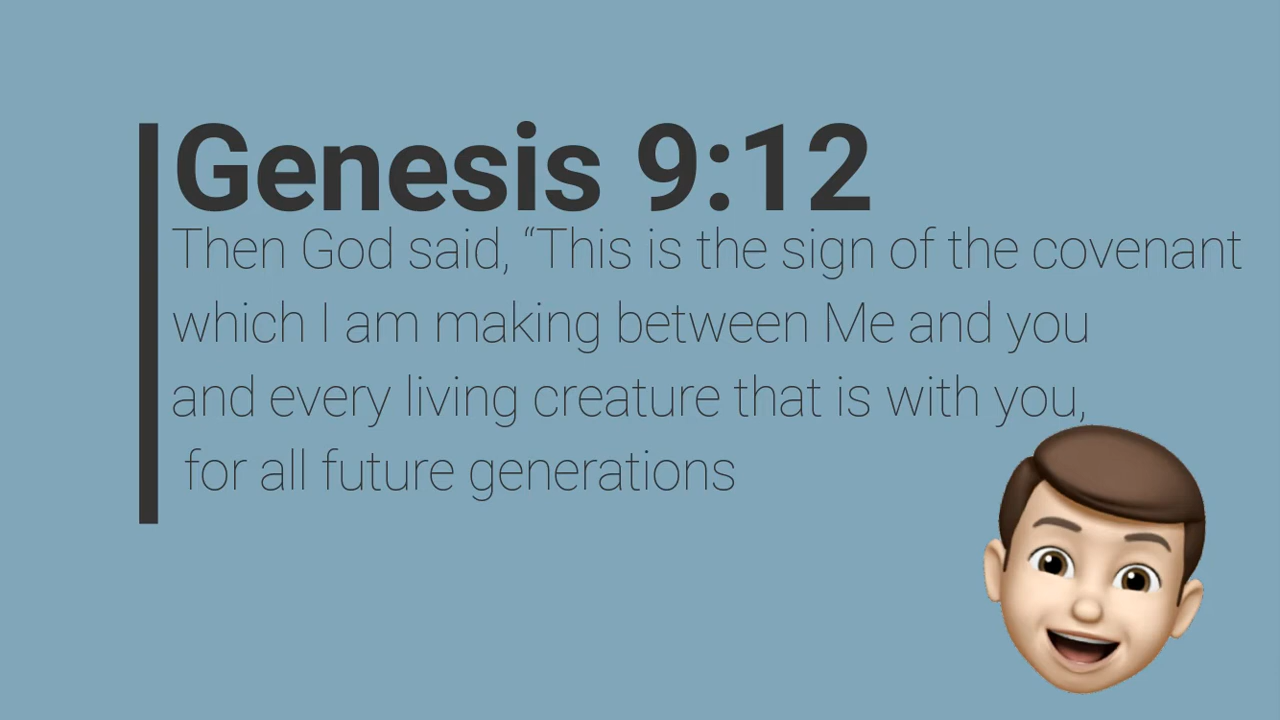 Genesis 9:12
Then God said, “This is the sign of the covenant
which I am making between Me and you
and every living creature that is with you,
for all future generations